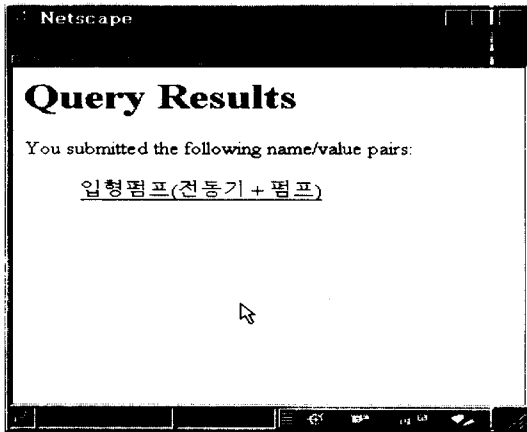 Netscape
Query Results
You submitted the following name/value pairs:
입형펌프(전동기 + 펌프)